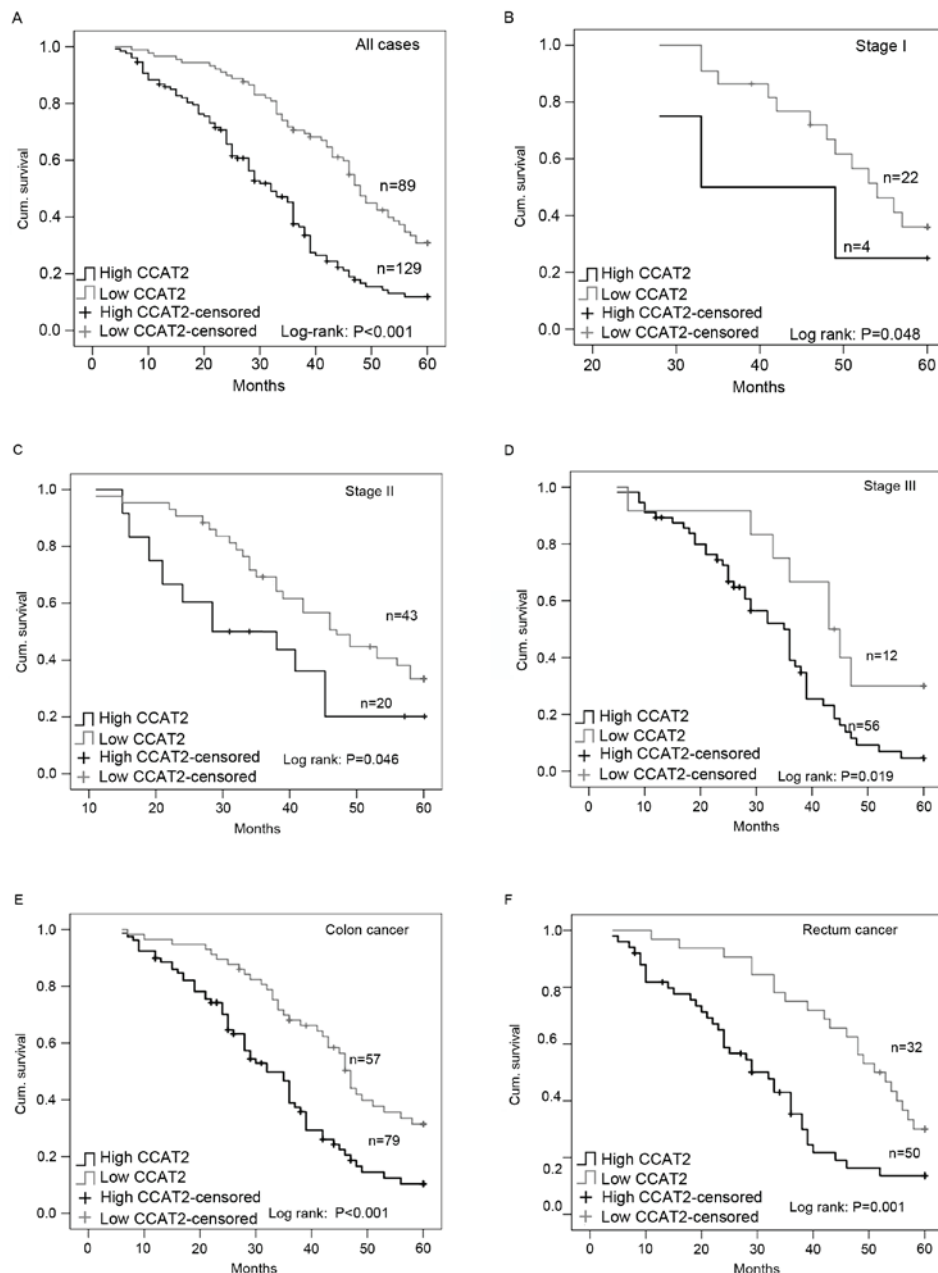 A
All cases
1.0
0.8
0.6
0.4
0.2
0.0
Cum. survival
n=89
n=129
High CCAT2
Low CCAT2
High CCAT2-censored
Low CCAT2-censored
Log-rank: P<0.001
0 10 20 30 40 50 60
Months
B
Stage I
1.0
0.8
0.6
0.4
0.2
0.0
Cum. survival
n=22
n=4
High CCAT2
Low CCAT2
High CCAT2-censored
Low CCAT2-censored
Log rank: P=0.048
20 20 30 40 50 60
Months
C
Stage II
1.0
0.8
0.6
0.4
0.2
0.0
Cum. survival
n=43
n=20
High CCAT2
Low CCAT2
High CCAT2-censored
Low CCAT2-censored
Log rank: P=0.046
10 20 30 40 50 60
Months
D
Stage III
1.0
0.8
0.6
0.4
0.2
0.0
Cum. survival
n=12
n=56
High CCAT2
Low CCAT2
High CCAT2-censored
Low CCAT2-censored
Log rank: P=0.019
0 10 20 30 40 50 60
Months
E
Colon cancer
1.0
0.8
0.6
0.4
0.2
0.0
Cum. survival
n=57
n=79
High CCAT2
Low CCAT2
High CCAT2-censored
Low CCAT2-censored
Log rank: P<0.001
0 10 20 30 40 50 60
Months
F
Rectum cancer
1.0
0.8
0.6
0.4
0.2
0.0
Cum. survival
n=32
n=50
High CCAT2
Low CCAT2
High CCAT2-censored
Low CCAT2-censored
Log rank: P=0.001
0 10 20 30 40 50 60
Months